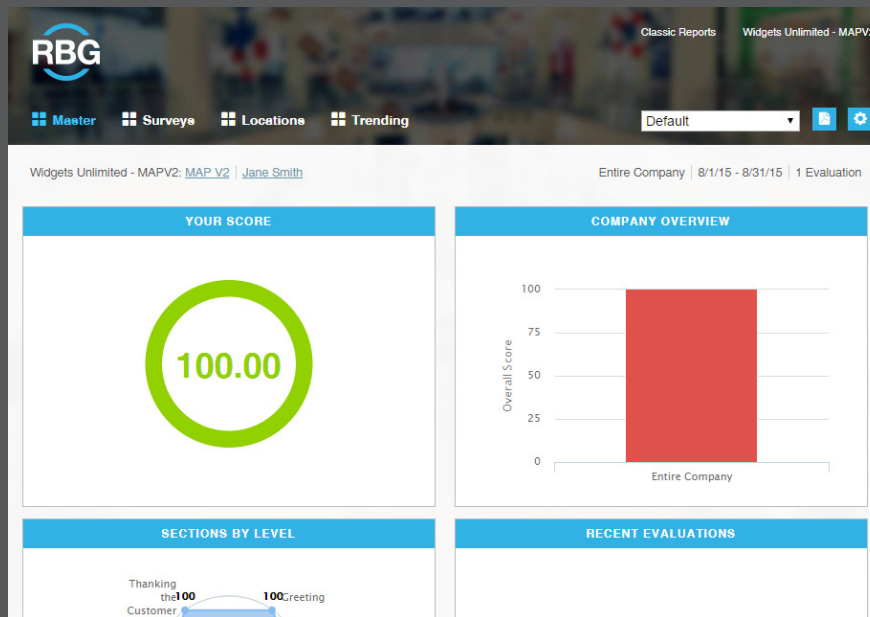 RBG
Classic Reports
Widgets Unlimited - MAPV2
Master
Surveys
Locations
Trending
Default
Widgets Unlimited - MAPV2: MAP V2 | Jane Smith
Entire Company | 8/1/15 - 8/31/15 | 1 Evaluation
YOUR SCORE
100.00
COMPANY OVERVIEW
100
75
50
25
0
Overall Score
Entire Company
SECTIONS BY LEVEL
Thanking
the
Customer
100
100
Greeting
RECENT EVALUATIONS